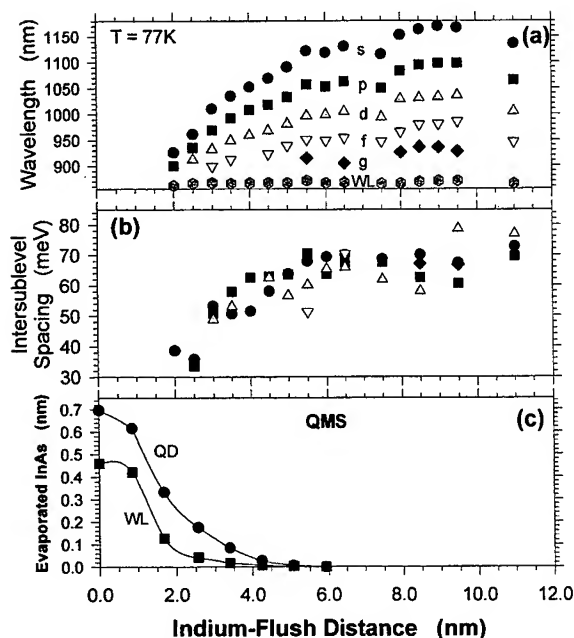 T = 77K
(a)
Wavelength (nm)
1150
1100
1050
1000
950
900
s
p
d
f
g
WL
(b)
Intersublevel
Spacing (meV)
80
70
60
50
40
30
(c)
QMS
Evaporated InAs (nm)
0.7
0.6
0.5
0.4
0.3
0.2
0.1
0.0
QD
WL
0.0 2.0 4.0 6.0 8.0 10.0 12.0
Indium-Flush Distance (nm)